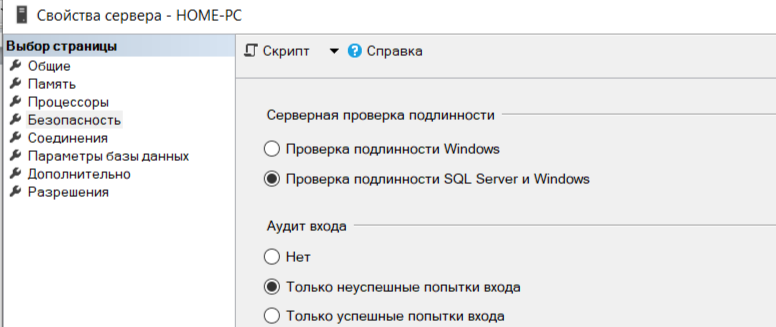 Свойства сервера - HOME-PC
Выбор страницы
Общие
Память
Процессоры
Безопасность
Соединения
Параметры базы данных
Дополнительно
Разрешения
Скрипт
Справка
Серверная проверка подлинности
Проверка подлинности Windows
Проверка подлинности SQL Server и Windows
Аудит входа
Нет
Только неуспешные попытки входа
Только успешные попытки входа